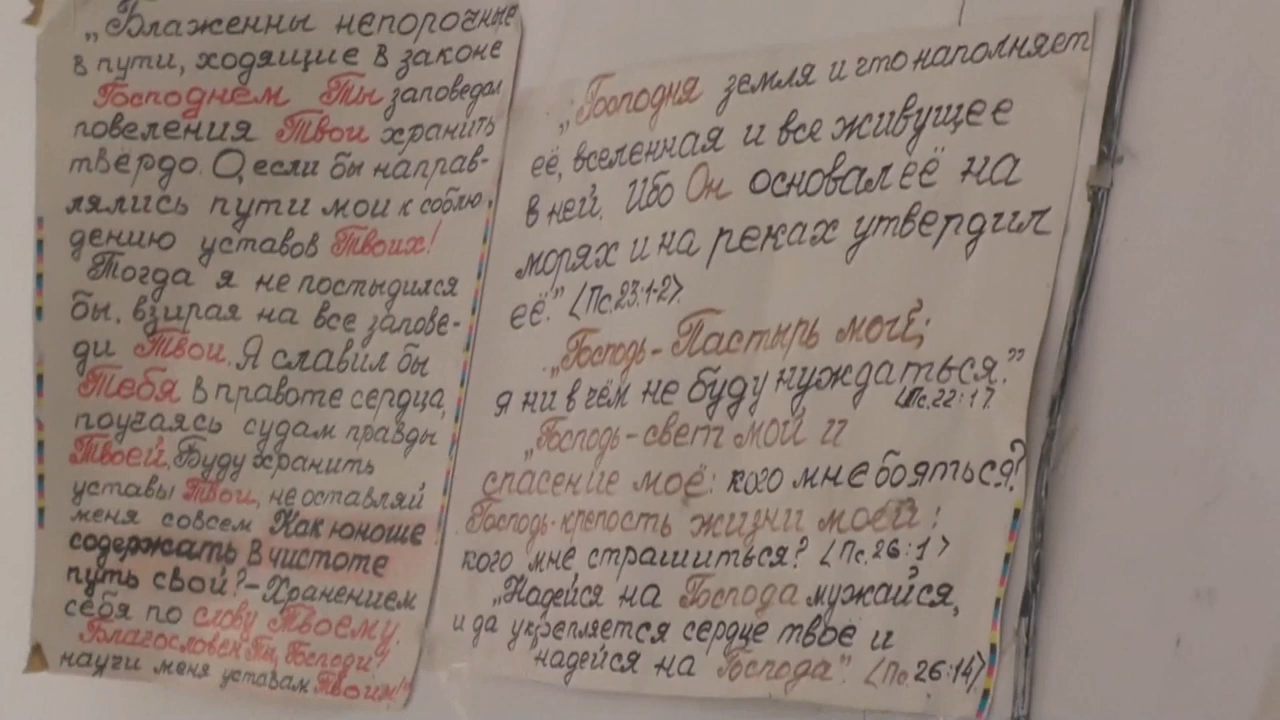 „Блаженны непорочные
в пути, ходящие в законе
Господнем Ты заповедал
повеления Твои хранить
твёрдо. О, если бы направ-
лялись пути мои к соблю,
дению уставов Твоих!
Тогда я не постыдился
бы, взирая на все запове-
ди Твои. Я славил бы
Тебя в правоте сердца,
поучаясь судам правды
Твоей. Буду хранить
уставы Твои, не оставляй
меня совсем Как юноше
содержать в чистоте
путь свой? – Хранением
себя по слову Твоему.
Благословен Ты, Господи!
научи меня уставам Твоим!"
„Господня земля и что наполняет
её, вселенная и все живущее
в ней. Ибо Он основал её на
морях и на реках утвердил
её." <Пс.23:1-2>.
„Господь - Пастырь мой;
я ни в чём не буду нуждаться."
<Пс.22:1>.
„Господь - свет мой и
спасение моё: кого мне бояться?
Господь - крепость жизни моей:
кого мне страшиться? <Пс.26:1>
„Надейся на Господа мужайся,
и да укрепляется сердце твоё и
надейся на Господа". <Пс.26:14>.